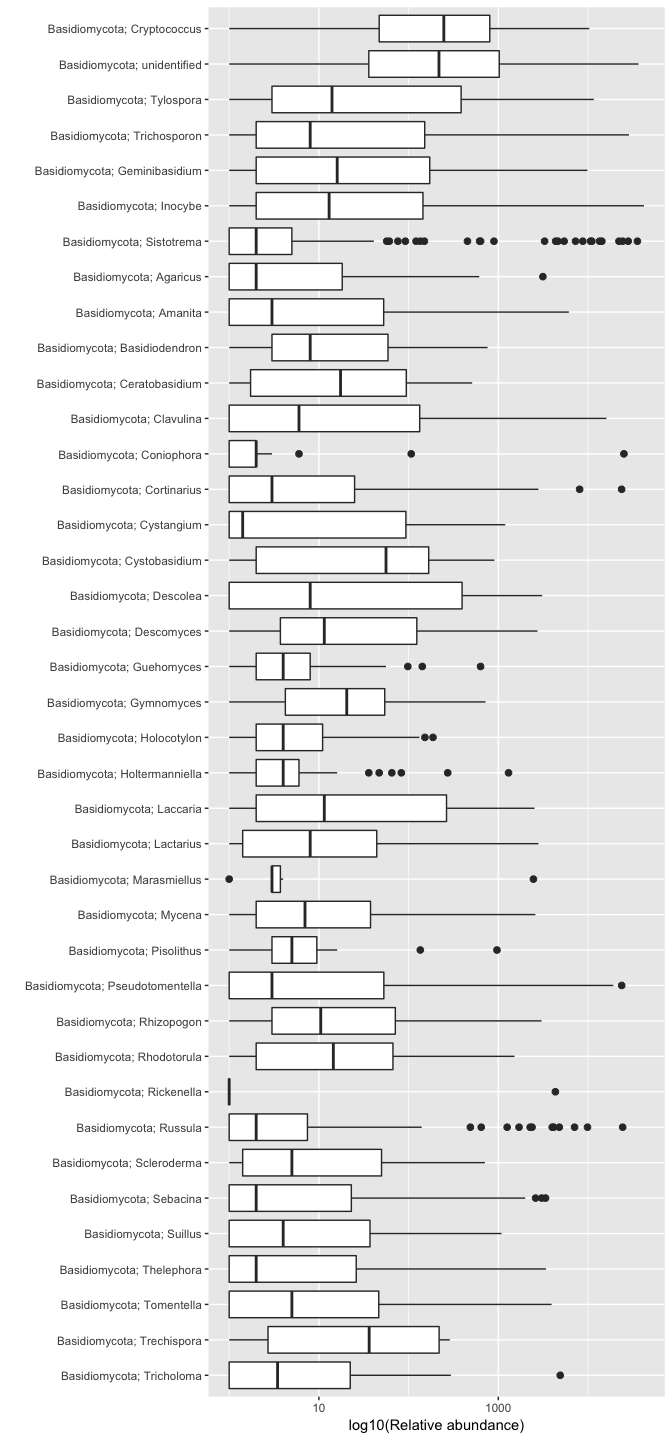 Basidiomycota; Cryptococcus
Basidiomycota; unidentified
Basidiomycota; Tylospora
Basidiomycota; Trichosporon
Basidiomycota; Geminibasidium
Basidiomycota; Inocybe
Basidiomycota; Sistotrema
Basidiomycota; Agaricus
Basidiomycota; Amanita
Basidiomycota; Basidiodendron
Basidiomycota; Ceratobasidium
Basidiomycota; Clavulina
Basidiomycota; Coniophora
Basidiomycota; Cortinarius
Basidiomycota; Cystangium
Basidiomycota; Cystobasidium
Basidiomycota; Descolea
Basidiomycota; Descomyces
Basidiomycota; Guehomyces
Basidiomycota; Gymnomyces
Basidiomycota; Holocotylon
Basidiomycota; Holtermanniella
Basidiomycota; Laccaria
Basidiomycota; Lactarius
Basidiomycota; Marasmiellus
Basidiomycota; Mycena
Basidiomycota; Pisolithus
Basidiomycota; Pseudotomentella
Basidiomycota; Rhizopogon
Basidiomycota; Rhodotorula
Basidiomycota; Rickenella
Basidiomycota; Russula
Basidiomycota; Scleroderma
Basidiomycota; Sebacina
Basidiomycota; Suillus
Basidiomycota; Thelephora
Basidiomycota; Tomentella
Basidiomycota; Trechispora
Basidiomycota; Tricholoma
10 1000
log10(Relative abundance)